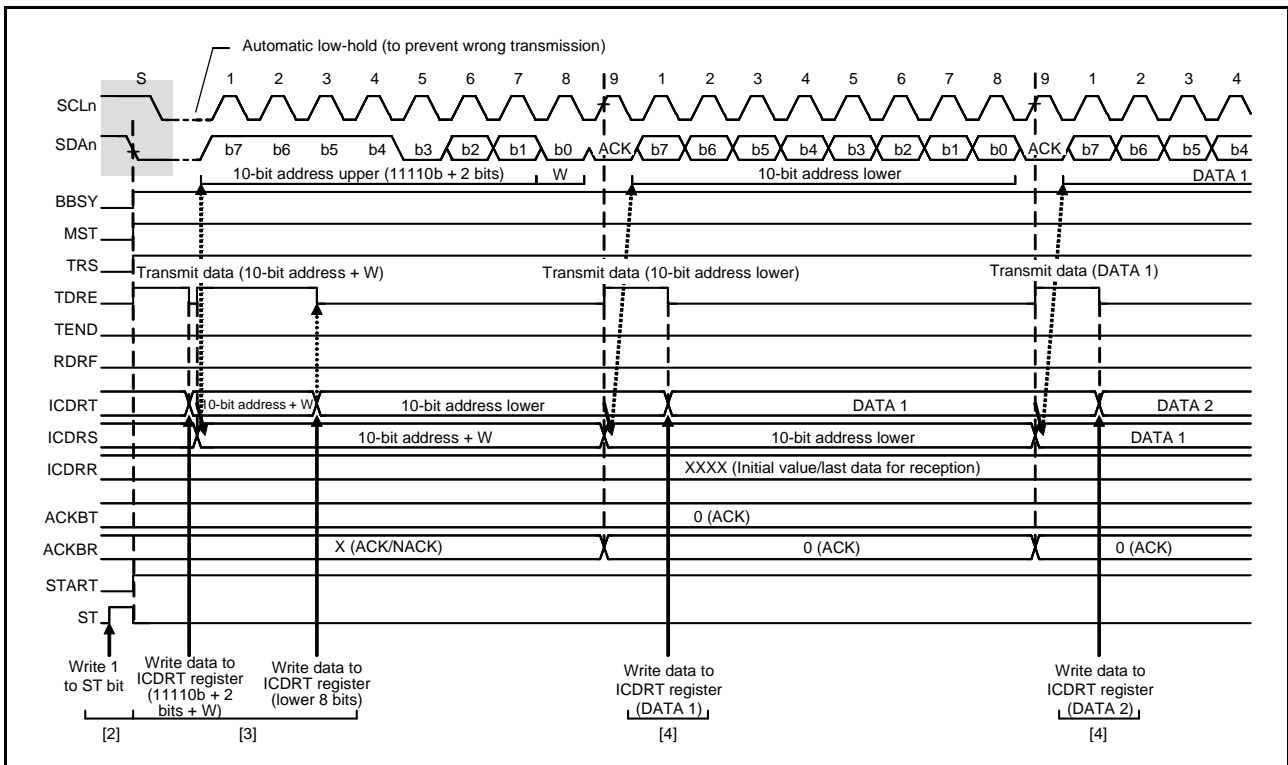 Automatic low-hold (to prevent wrong transmission)
S 1 2 3 4 5 6 7 8 9 1 2 3 4 5 6 7 8 9 1 2 3 4
SCLn
SDAn b7 b6 b5 b4 b3 b2 b1 b0 ACK b7 b6 b5 b4 b3 b2 b1 b0 ACK b7 b6 b5 b4
10-bit address upper (11110b + 2 bits) W 10-bit address lower DATA 1
BBSY
MST
TRS
Transmit data (10-bit address + W) Transmit data (10-bit address lower) Transmit data (DATA 1)
TDRE
TEND
RDRF
ICDRT 10-bit address + W 10-bit address lower DATA 1 DATA 2
ICDRS 10-bit address + W 10-bit address lower DATA 1
ICDRR XXXX (Initial value/last data for reception)
ACKBT 0 (ACK)
ACKBR X (ACK/NACK) 0 (ACK) 0 (ACK)
START
ST
Write 1
to ST bit
Write data to
ICDRT register
(11110b + 2
bits + W)
Write data to
ICDRT register
(lower 8 bits)
Write data to
ICDRT register
(DATA 1)
Write data to
ICDRT register
(DATA 2)
[2] [3] [4] [4]